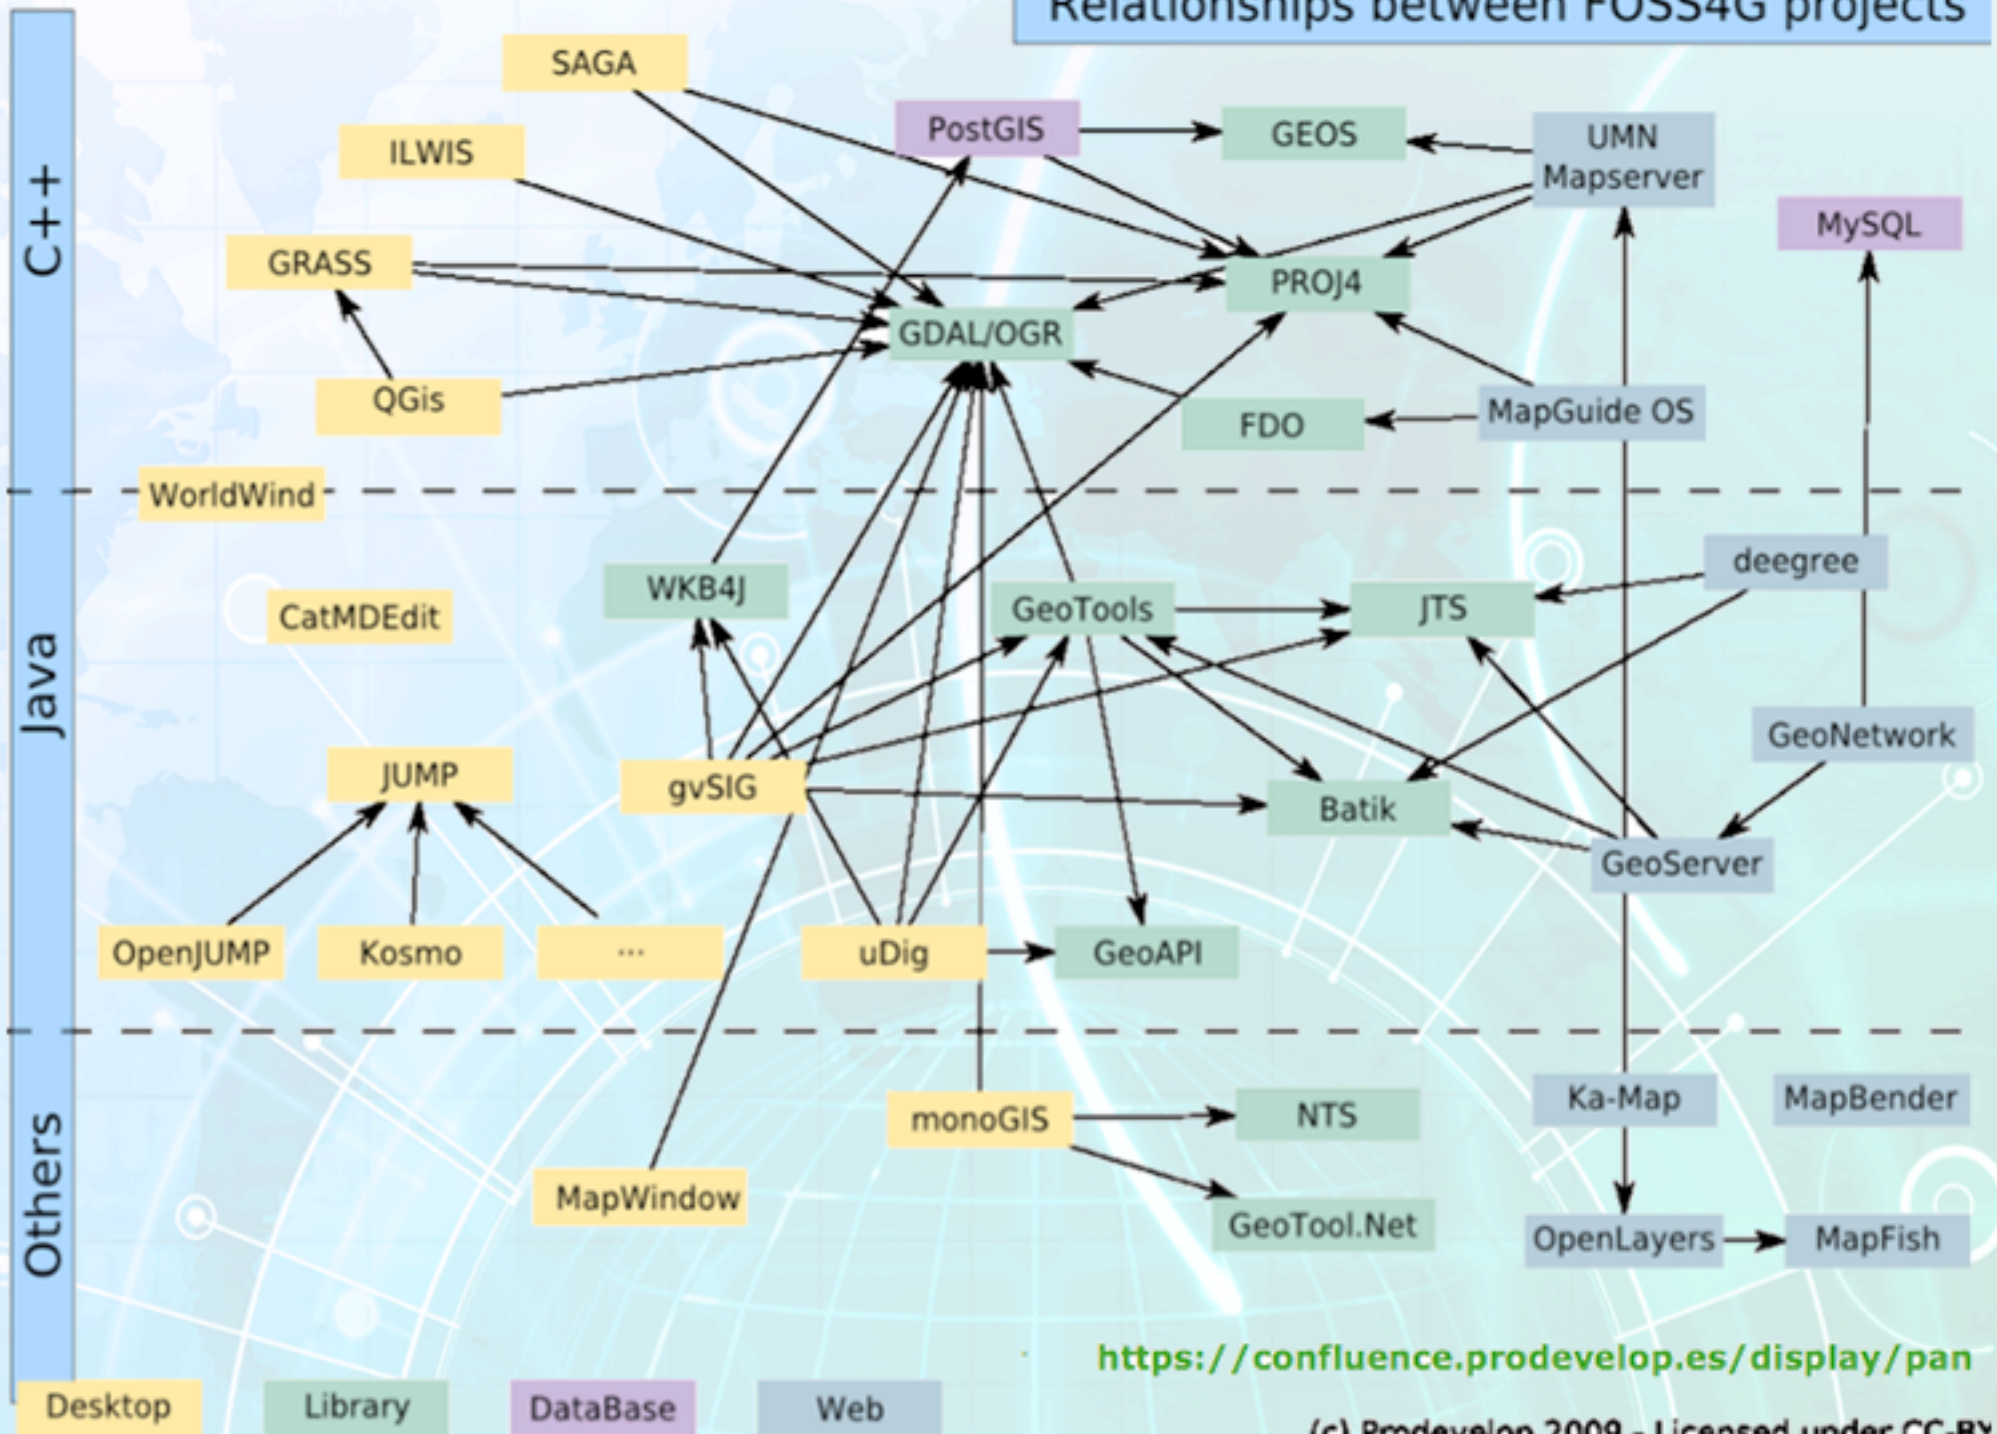 Relationships between FOSS4G projects
C++
SAGA
PostGIS
GEOS
UMN
Mapserver
ILWIS
MySQL
GRASS
PROJ4
GDAL/OGR
QGis
FDO
MapGuide OS
WorldWind
Java
deegree
WKB4J
GeoTools
JTS
CatMDEdit
GeoNetwork
JUMP
gvSIG
Batik
GeoServer
OpenJUMP
Kosmo
...
uDig
GeoAPI
Others
monoGIS
NTS
Ka-Map
MapBender
MapWindow
GeoTool.Net
OpenLayers
MapFish
https://confluence.prodevelop.es/display/pan
Desktop
Library
DataBase
Web
(c) Prodevelop 2009 - Licensed under CC-BY